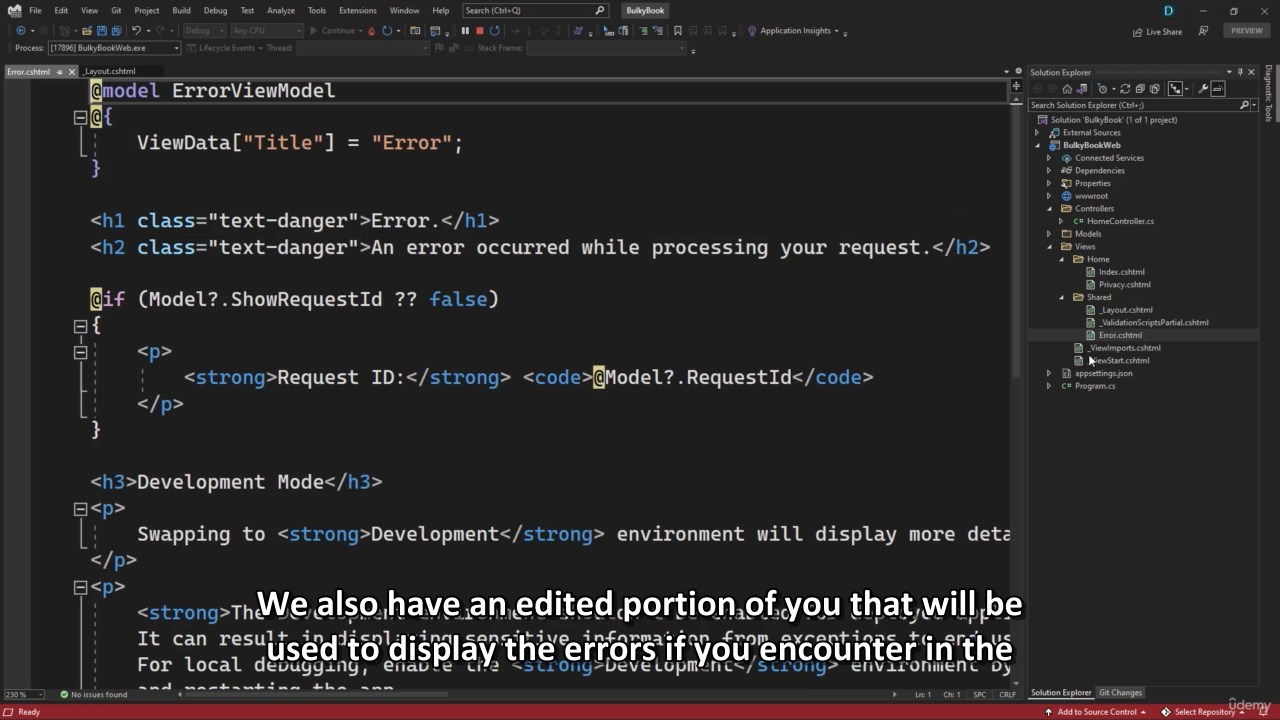 File Edit View Git Project Build Debug Test Analyze Tools Extensions Window Help Search (Ctrl+Q) BulkyBook D
Debug Any CPU Continue Application Insights Live Share PREVIEW
Process: [17896] BulkyBookWeb.exe Lifecycle Events Thread: Stack Frame:
Error.cshtml _Layout.cshtml
@model ErrorViewModel
@{
ViewData["Title"] = "Error";
}
<h1 class="text-danger">Error.</h1>
<h2 class="text-danger">An error occurred while processing your request.</h2>
@if (Model?.ShowRequestId ?? false)
{
<p>
<strong>Request ID:</strong> <code>@Model?.RequestId</code>
</p>
}
<h3>Development Mode</h3>
<p>
Swapping to <strong>Development</strong> environment will display more deta
</p>
<p>
We also have an edited portion of you that will be
used to display the errors if you encounter in the
<strong>The
It can result in displaying sensitive information from exceptions to end us
For local debugging, enable the <strong>Development</strong> environment by
and restarting the app.
230 % No issues found Ln: 1 Ch: 1 SPC CRLF
Ready Add to Source Control Select Repository
Solution Explorer
Search Solution Explorer (Ctrl+;)
Solution 'BulkyBook' (1 of 1 project)
External Sources
BulkyBookWeb
Connected Services
Dependencies
Properties
wwwroot
Controllers
HomeController.cs
Models
Views
Home
Index.cshtml
Privacy.cshtml
Shared
_Layout.cshtml
_ValidationScriptsPartial.cshtml
Error.cshtml
_ViewImports.cshtml
ViewStart.cshtml
appsettings.json
Program.cs
Solution Explorer Git Changes
Diagnostic Tools
udemy